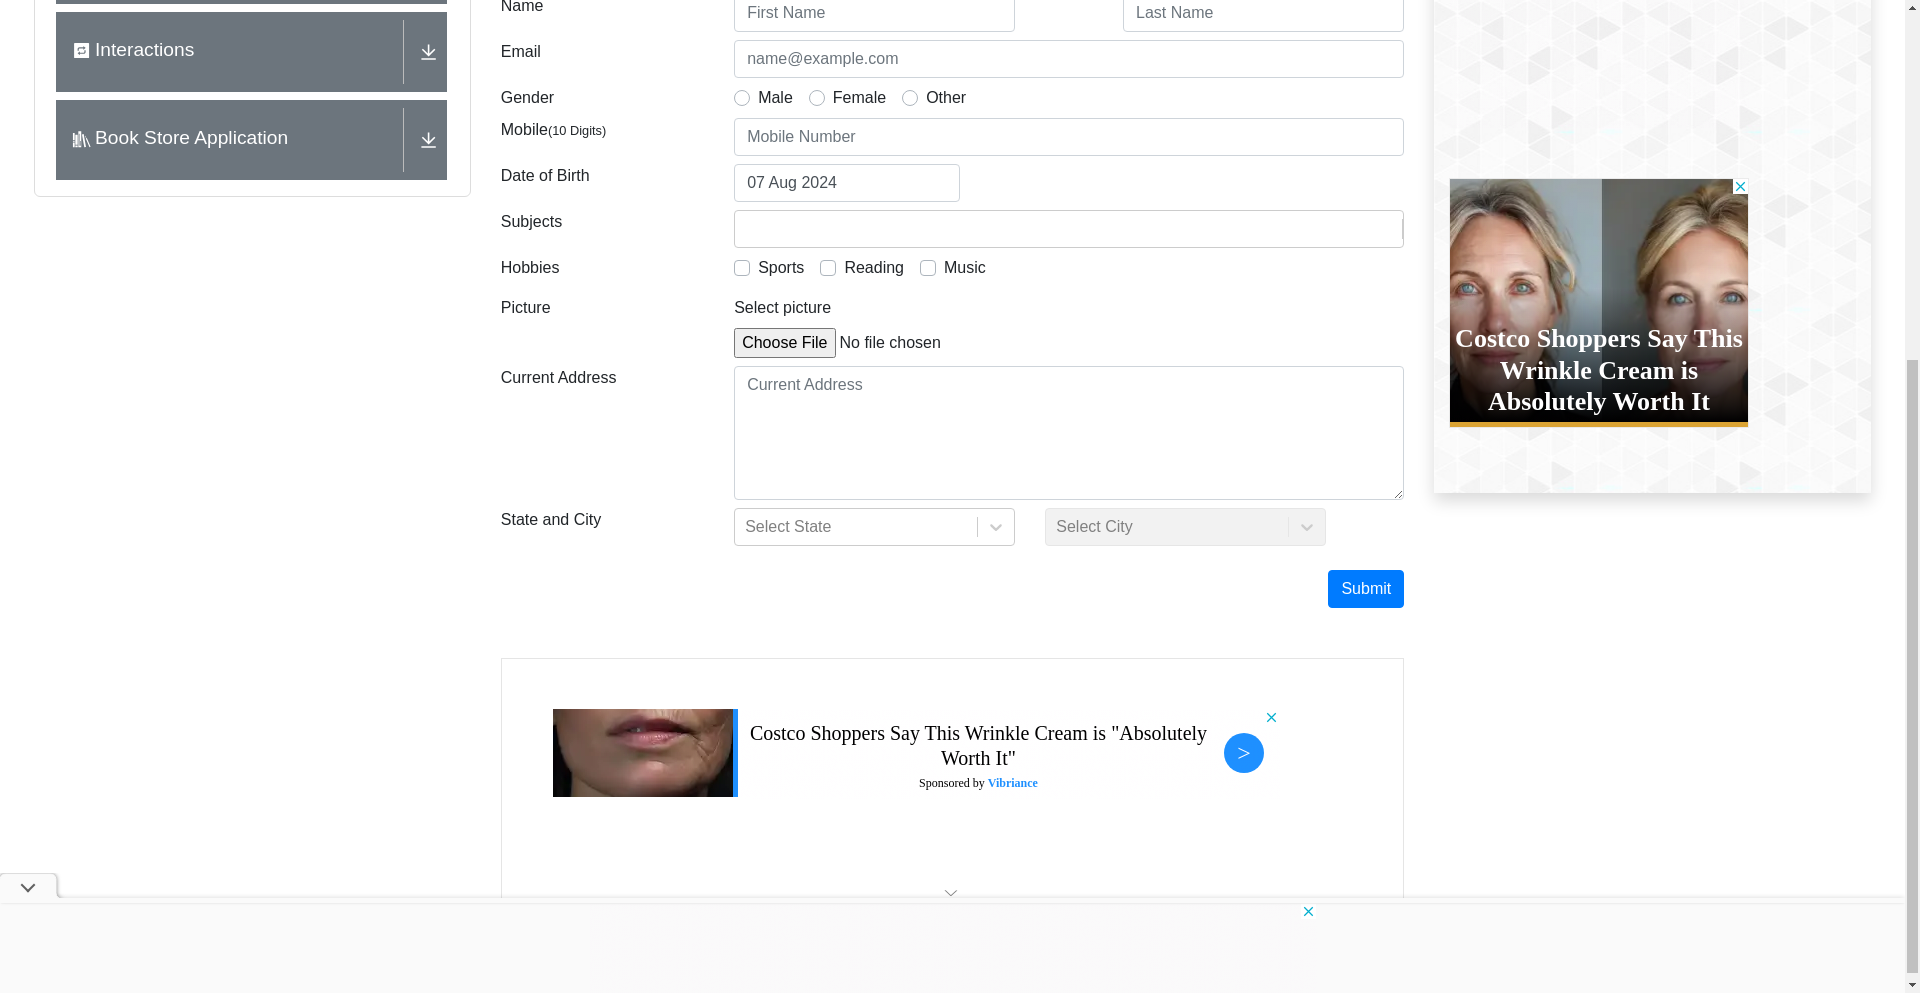 Name
First Name
Last Name
Interactions
Email
name@example.com
Gender
Male
Female
Other
Mobile(10 Digits)
Mobile Number
Book Store Application
Date of Birth
07 Aug 2024
Subjects
Hobbies
Sports
Reading
Music
Picture
Select picture
Choose File
No file chosen
Current Address
Current Address
State and City
Select State
Select City
Submit
Costco Shoppers Say This
Wrinkle Cream is
Absolutely Worth It
Costco Shoppers Say This Wrinkle Cream is "Absolutely
Worth It"
Sponsored by Vibriance
>